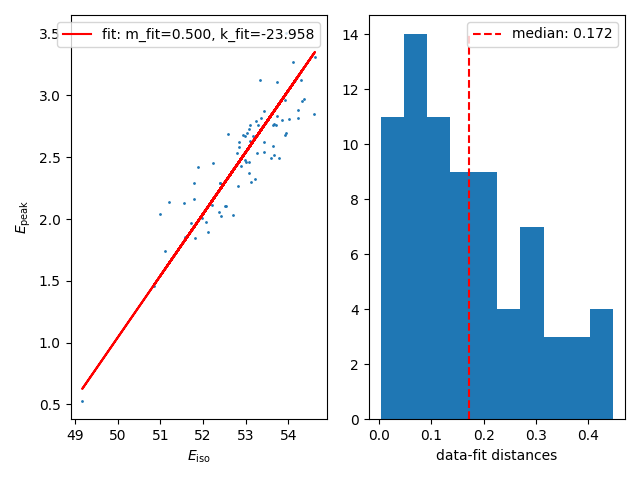 fit: m_fit=0.500, k_fit=-23.958
3.5
3.0
2.5
2.0
1.5
1.0
0.5
E_peak
49 50 51 52 53 54
E_iso
median: 0.172
14
12
10
8
6
4
2
0
0.0 0.1 0.2 0.3 0.4
data-fit distances